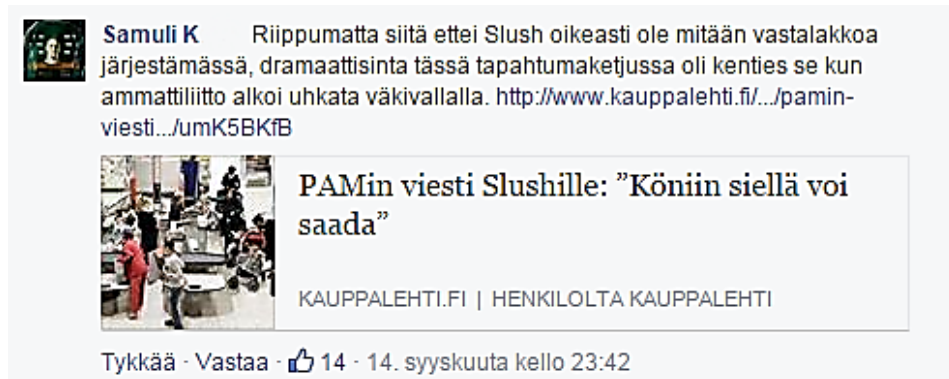 Samuli K Riippumatta siitä ettei Slush oikeasti ole mitään vastalakkoa
järjestämässä, dramaattisinta tässä tapahtumaketjussa oli kenties se kun
ammattiliitto alkoi uhkata väkivallalla. http://www.kauppalehti.fi/.../pamin-
viesti.../umK5BKfB
PAMin viesti Slushille: ”Köniin siellä voi
saada”
KAUPPALEHTI.FI | HENKILOLTA KAUPPALEHTI
Tykkää · Vastaa · 14 · 14. syyskuuta kello 23:42